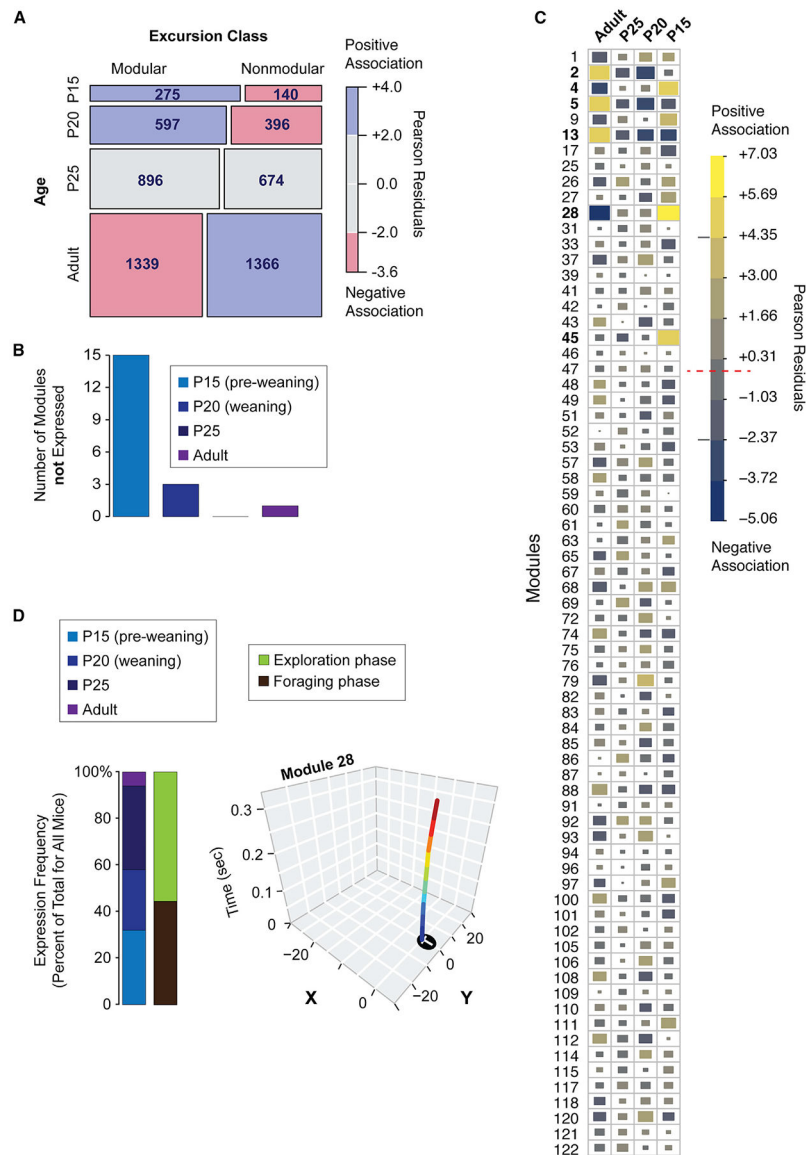 A
Excursion Class
Modular
Nonmodular
Age
P15
275
140
P20
597
396
P25
896
674
Adult
1339
1366
Positive
Association
+4.0
+2.0
0.0
−2.0
−3.6
Pearson Residuals
Negative
Association
B
Number of Modules
not Expressed
15
12
9
6
3
0
P15 (pre-weaning)
P20 (weaning)
P25
Adult
C
Adult
P25
P20
P15
Modules
1
2
4
5
9
13
17
25
26
27
28
31
33
37
39
41
42
43
45
46
47
48
49
51
52
53
57
58
59
60
61
63
65
67
68
69
72
74
75
76
79
82
83
84
85
86
87
88
91
92
93
94
96
97
100
101
102
105
106
108
109
110
111
112
114
115
117
118
120
121
122
Positive
Association
+7.03
+5.69
+4.35
+3.00
+1.66
+0.31
−1.03
−2.37
−3.72
−5.06
Pearson Residuals
Negative
Association
D
P15 (pre-weaning)
P20 (weaning)
P25
Adult
Exploration phase
Foraging phase
Expression Frequency
(Percent of Total for All Mice)
100%
80
60
40
20
0
Module 28
Time (sec)
0.3
0.2
0.1
0
−20
0
X
−20
0
20
Y